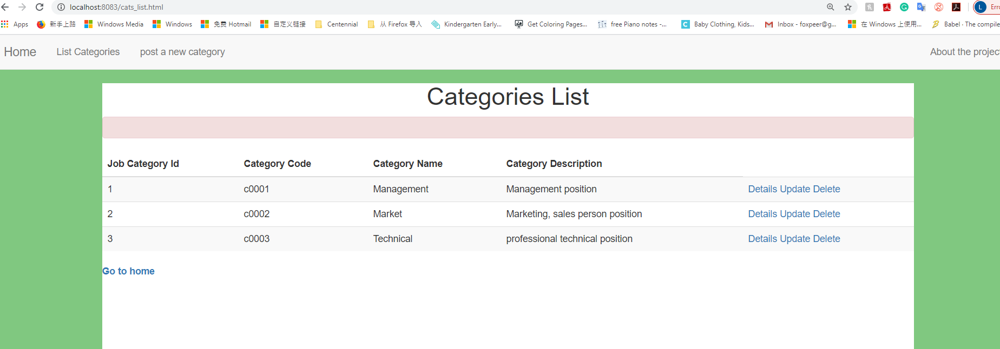 localhost:8083/cats_list.html
L Erro
Apps 新手上路 Windows Media Windows 免费 Hotmail 自定义链接 Centennial 从 Firefox 导入 Kindergarten Early... Get Coloring Pages... free Piano notes -... C Baby Clothing, Kids... Inbox - foxpeer@g... 在 Windows 上使用... Babel · The compile
Home List Categories post a new category About the projec
Categories List
Job Category Id Category Code Category Name Category Description
1 c0001 Management Management position Details Update Delete
2 c0002 Market Marketing, sales person position Details Update Delete
3 c0003 Technical professional technical position Details Update Delete
Go to home